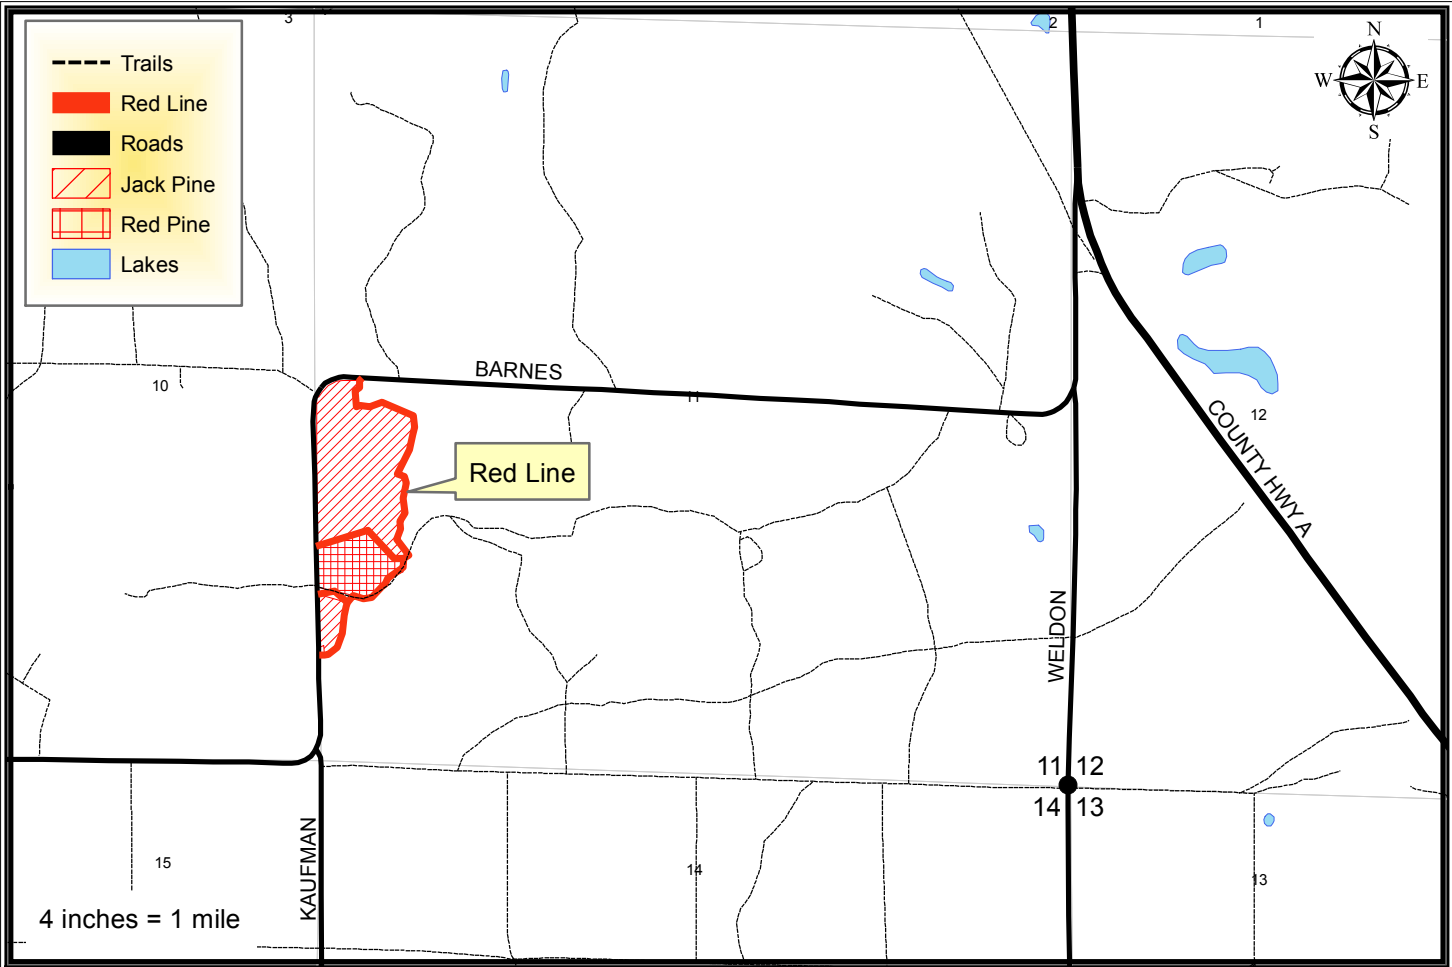 3
2
1
N
W E
S
Trails
Red Line
Roads
Jack Pine
Red Pine
Lakes
10
BARNES
11
12
COUNTY HWY A
Red Line
WELDON
11 12
14 13
KAUFMAN
15
14
13
4 inches = 1 mile